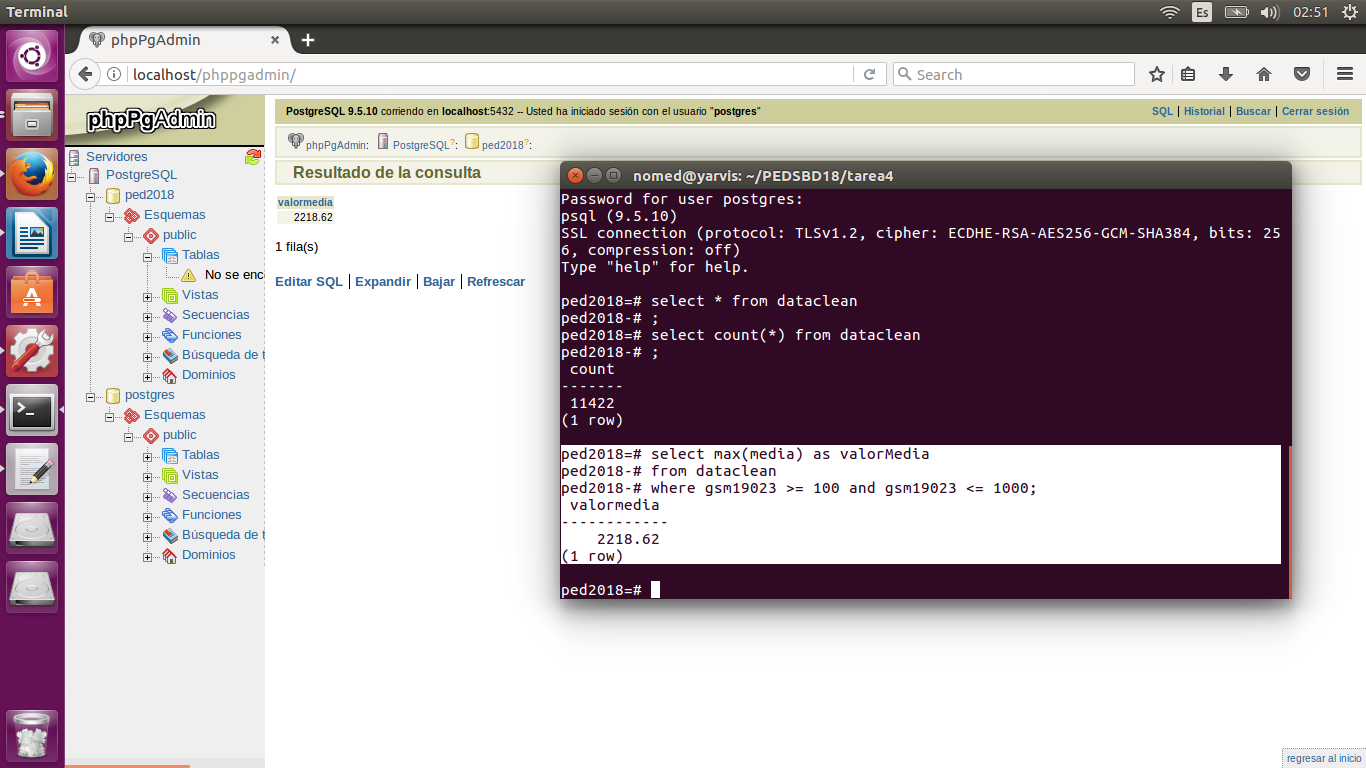 Terminal
Es
02:51
phpPgAdmin
localhost/phppgadmin/
Search
phpPgAdmin
PostgreSQL 9.5.10 corriendo en localhost:5432 -- Usted ha iniciado sesión con el usuario "postgres"
SQL | Historial | Buscar | Cerrar sesión
phpPgAdmin: PostgreSQL?: ped2018?:
Resultado de la consulta
valormedia
2218.62
1 fila(s)
Editar SQL | Expandir | Bajar | Refrescar
Servidores
PostgreSQL
ped2018
Esquemas
public
Tablas
No se enc
Vistas
Secuencias
Funciones
Búsqueda de t
Dominios
postgres
Esquemas
public
Tablas
Vistas
Secuencias
Funciones
Búsqueda de t
Dominios
nomed@yarvis: ~/PEDSBD18/tarea4
Password for user postgres:
psql (9.5.10)
SSL connection (protocol: TLSv1.2, cipher: ECDHE-RSA-AES256-GCM-SHA384, bits: 25
6, compression: off)
Type "help" for help.
ped2018=# select * from dataclean
ped2018-# ;
ped2018=# select count(*) from dataclean
ped2018-# ;
count
-------
11422
(1 row)
ped2018=# select max(media) as valorMedia
ped2018-# from dataclean
ped2018-# where gsm19023 >= 100 and gsm19023 <= 1000;
valormedia
------------
2218.62
(1 row)
ped2018=#
regresar al inicio